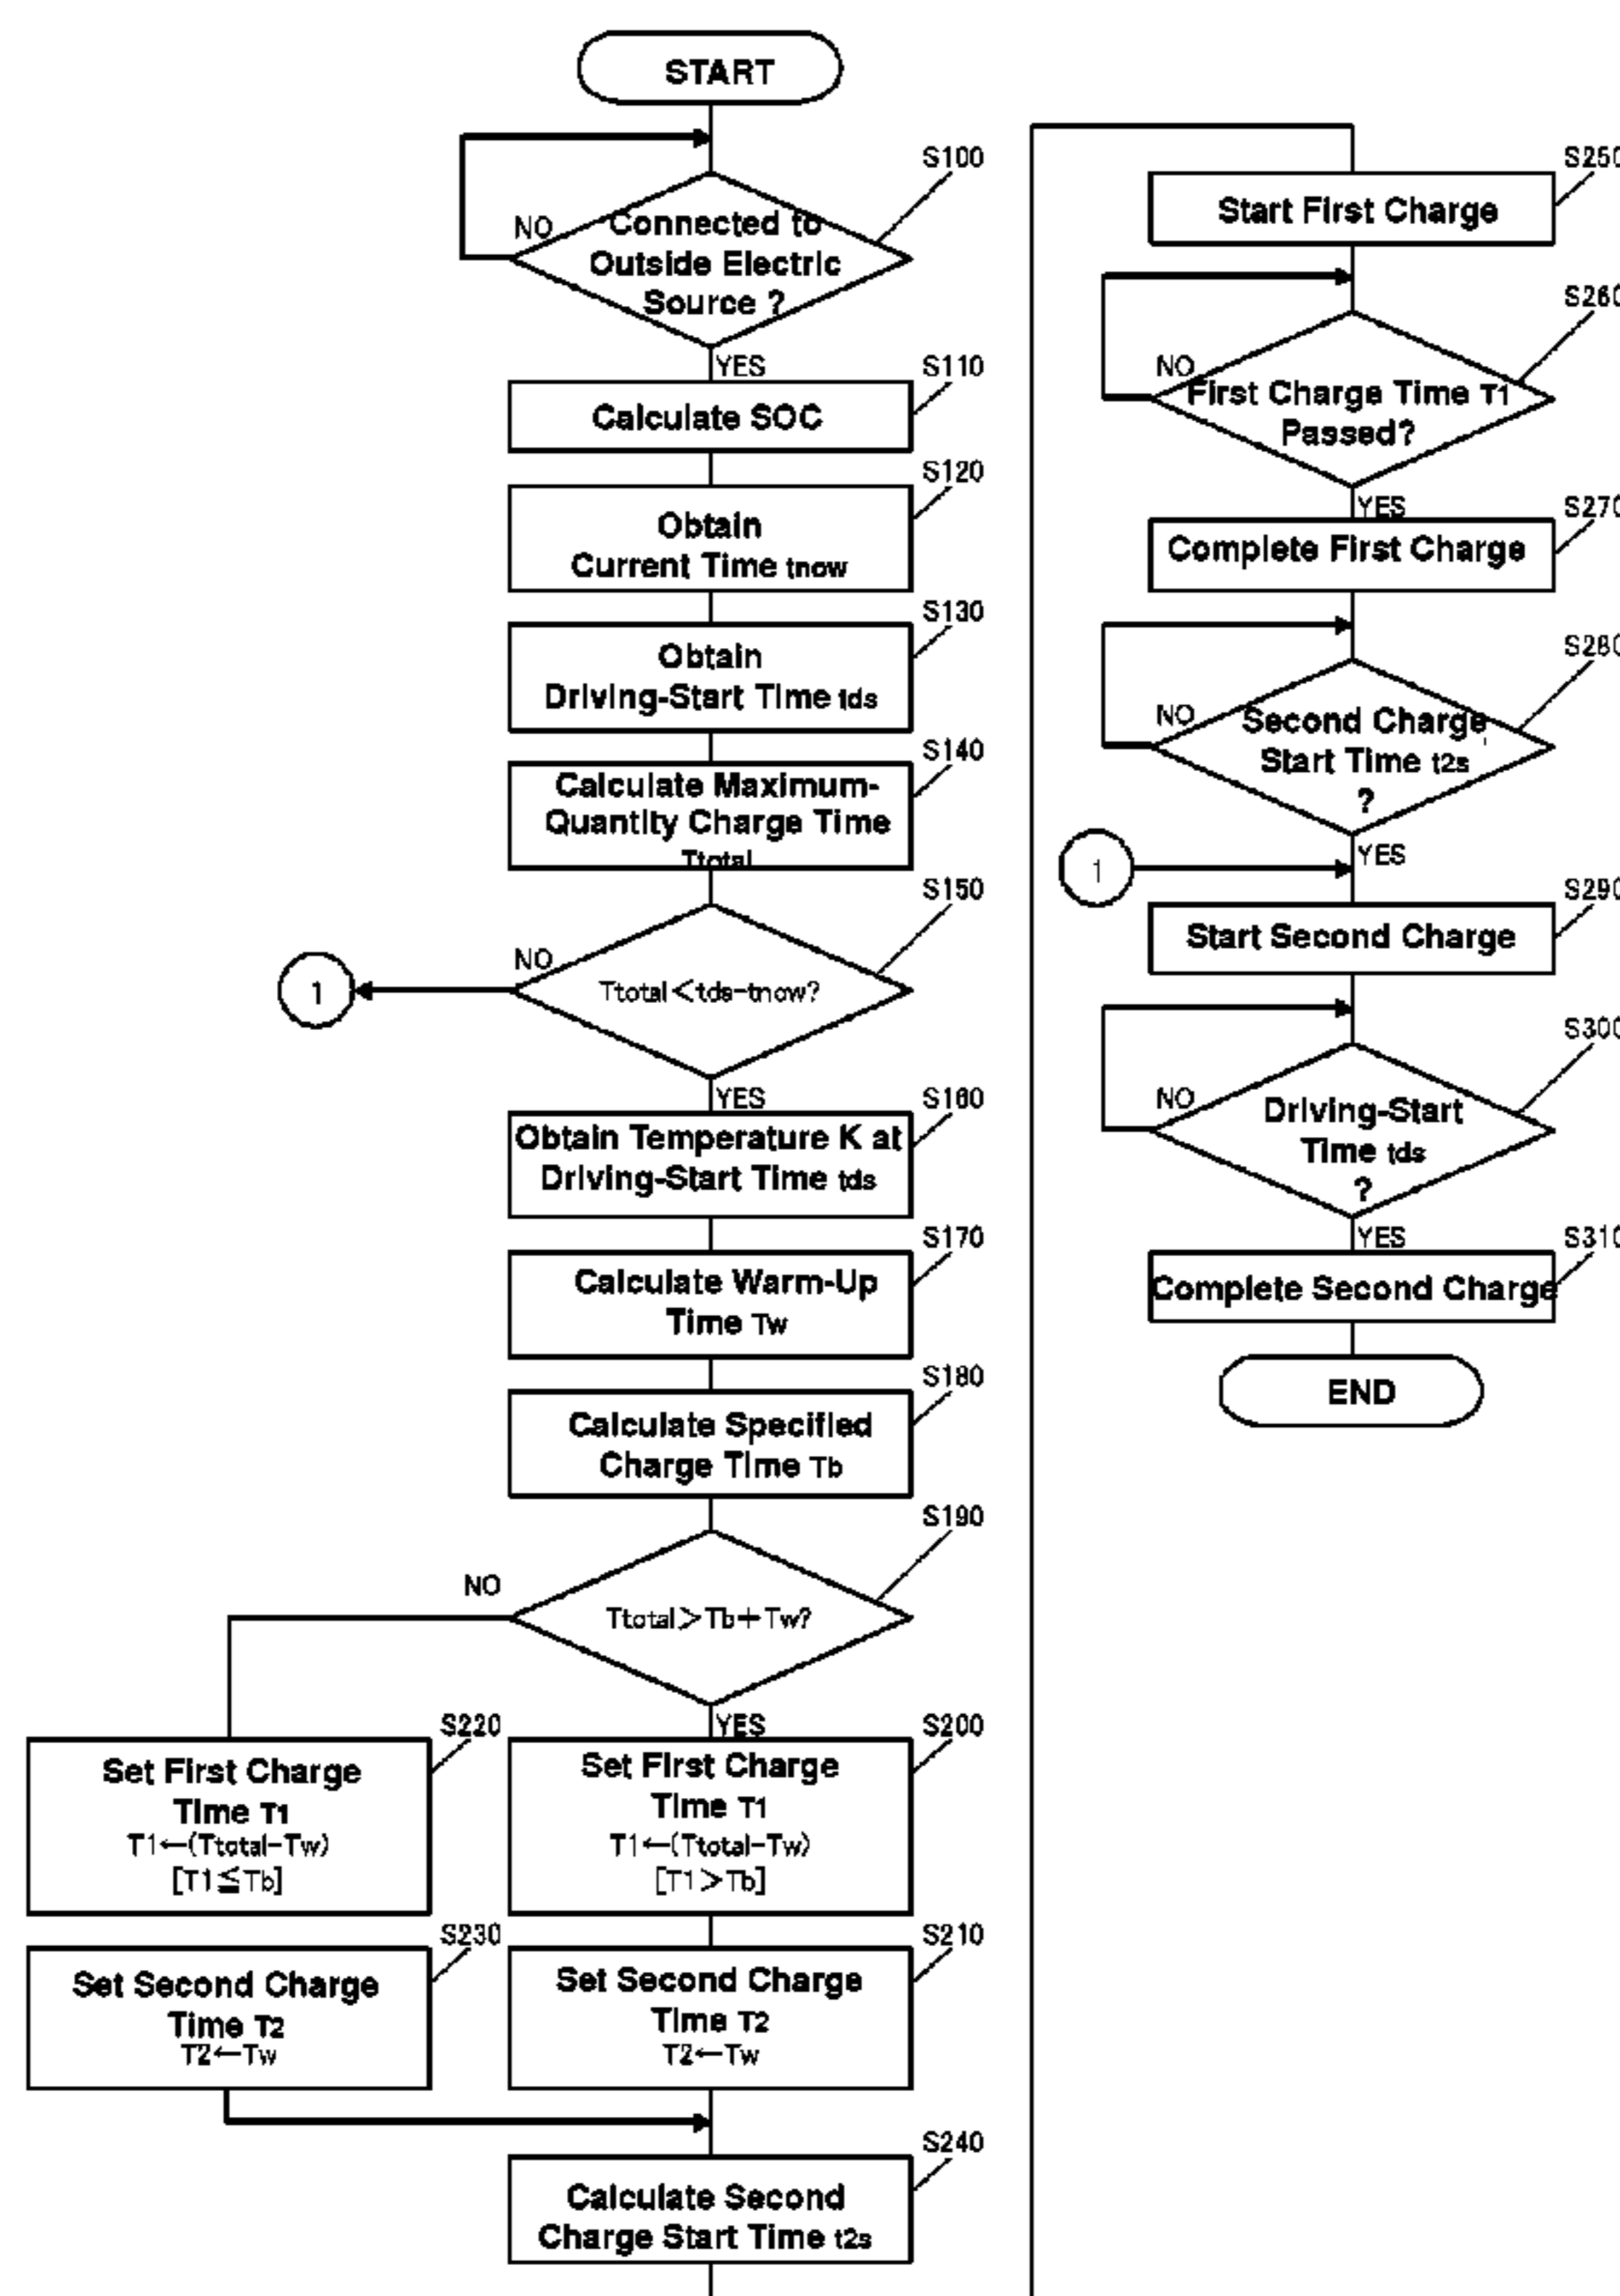 START
S100
NO
Connected to
Outside Electric
Source ?
YES
S110
Calculate SOC
S120
Obtain
Current Time tnow
S130
Obtain
Driving-Start Time tds
S140
Calculate Maximum-
Quantity Charge Time
Ttotal
S150
NO
1
Ttotal<tds-tnow?
YES
S160
Obtain Temperature K at
Driving-Start Time tds
S170
Calculate Warm-Up
Time Tw
S180
Calculate Specified
Charge Time Tb
S190
NO
Ttotal>Tb+Tw?
YES
S220
Set First Charge
Time T1
T1←(Ttotal-Tw)
[T1≦Tb]
S200
Set First Charge
Time T1
T1←(Ttotal-Tw)
[T1>Tb]
S230
Set Second Charge
Time T2
T2←Tw
S210
Set Second Charge
Time T2
T2←Tw
S240
Calculate Second
Charge Start Time t2s
S250
Start First Charge
S260
NO
First Charge Time T1
Passed?
YES
S270
Complete First Charge
S280
NO
Second Charge
Start Time t2s
?
YES
1
S290
Start Second Charge
S300
NO
Driving-Start
Time tds
?
YES
S310
Complete Second Charge
END